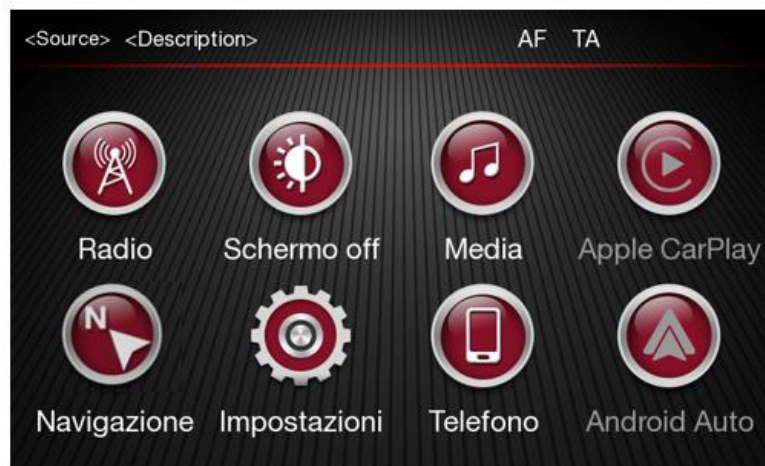 <Source> <Description> AF TA
Radio Schermo off Media Apple CarPlay
N
Navigazione Impostazioni Telefono Android Auto